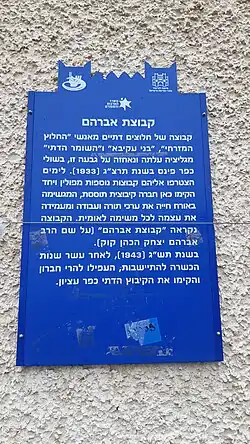 קבוצת אברהם
קבוצה של חלוצים דתיים מאנשי "החלוץ
המזרחי", "בני עקיבא" ו"השומר הדתי"
מגליציה עלתה ונאחזה על גבעה זו, בשולי
כפר פינס בשנת תרצ"ג (1933). לימים
הצטרפו אליהם קבוצות נוספות מפולין ויחד
הקימו כאן חברה קיבוצית תוססת, המגשימה
באורח חייה את ערכי תורה ועבודה ומעמידה
את עצמה לכל משימה לאומית. הקבוצה
נקראה "קבוצת אברהם" (על שם הרב
אברהם יצחק הכהן קוק).
בשנת תש"ג (1943), לאחר עשר שנות
הכשרה להתיישבות, העפילו להרי חברון
והקימו את הקיבוץ הדתי כפר עציון.